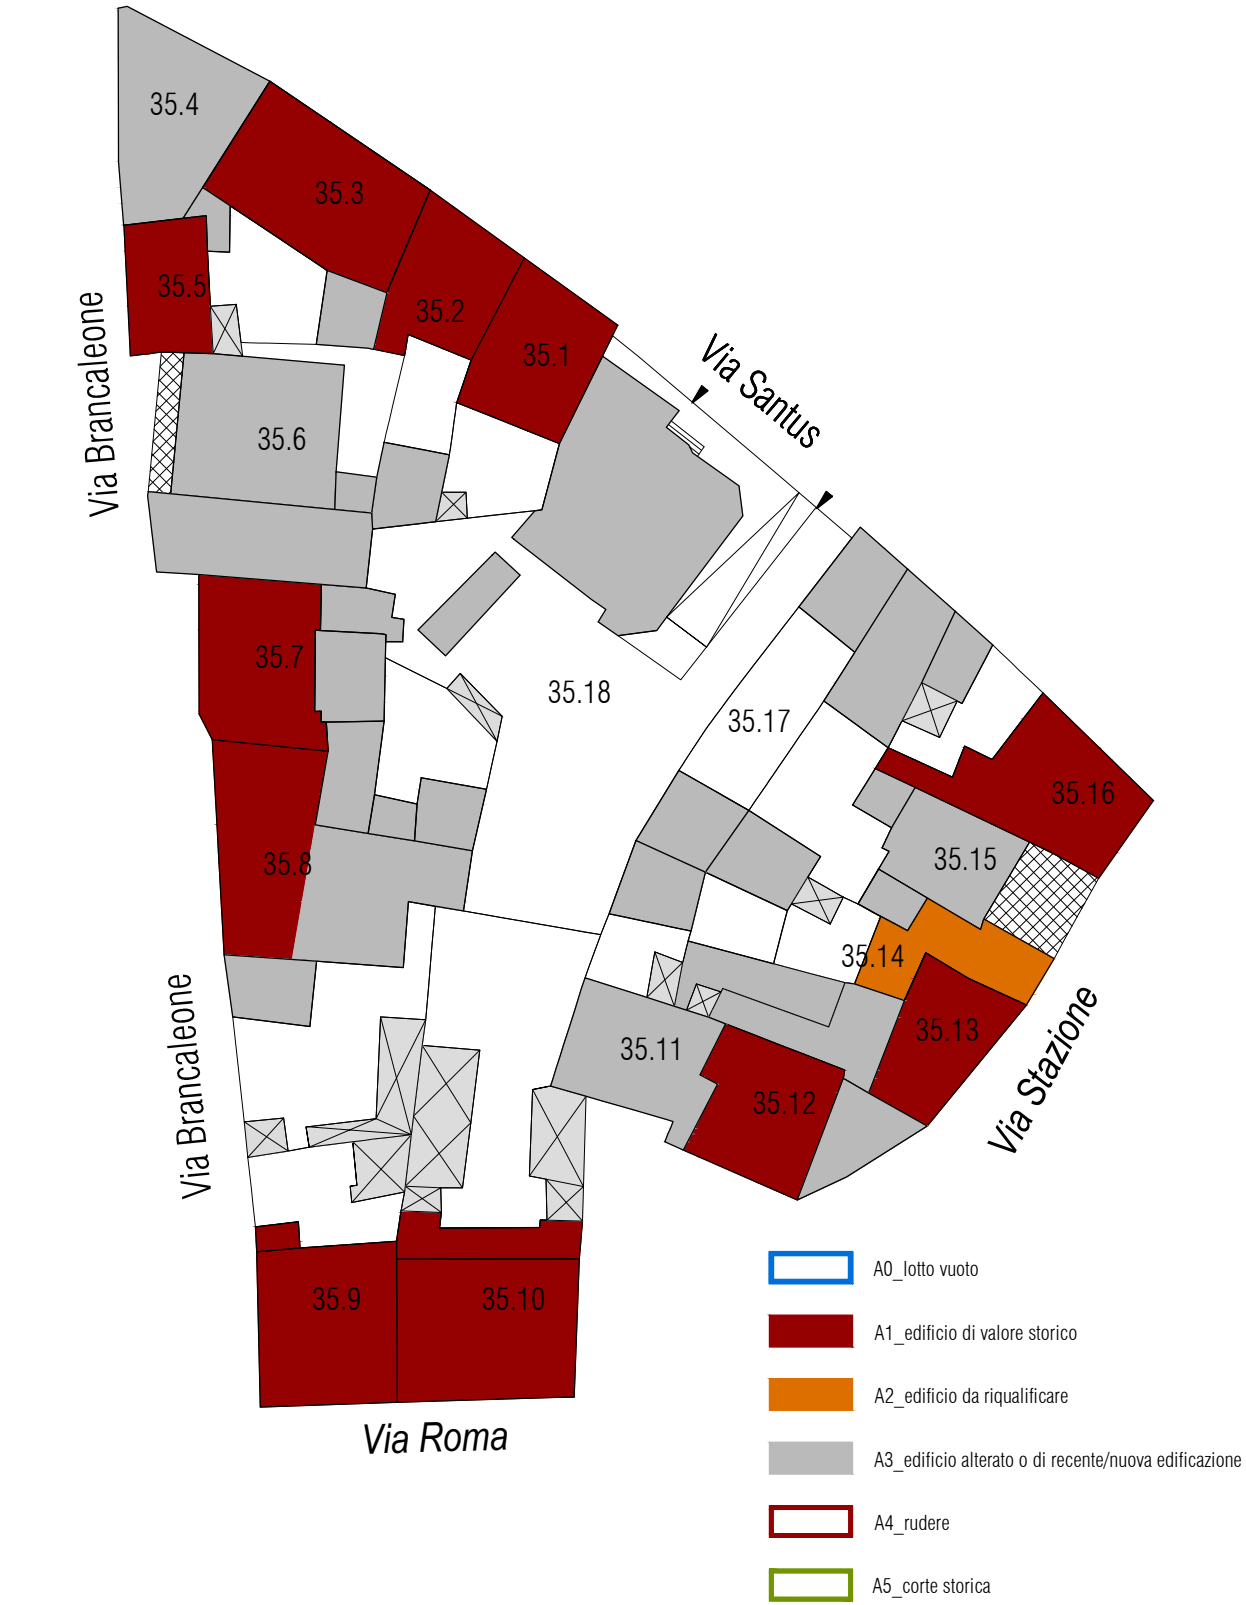 35.4
35.3
35.5
35.2
35.1
Via Santus
Via Brancaleone
35.6
35.7
35.18
35.17
35.16
35.8
35.15
35.14
35.13
35.11
35.12
Via Stazione
Via Brancaleone
35.9
35.10
Via Roma
A0_lotto vuoto
A1_edificio di valore storico
A2_edificio da riqualificare
A3_edificio alterato o di recente/nuova edificazione
A4_rudere
A5_corte storica